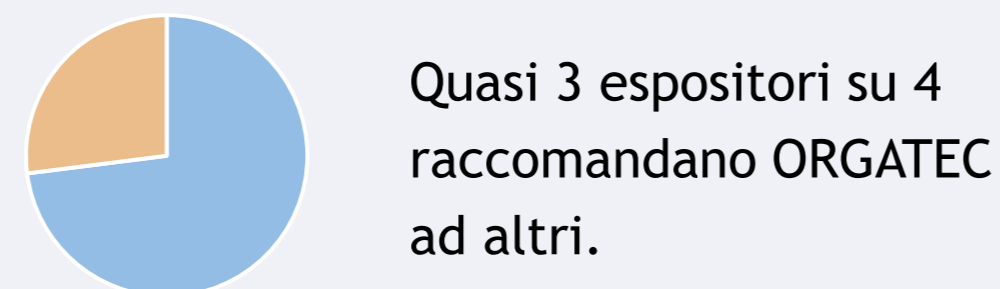 Quasi 3 espositori su 4
raccomandano ORGATEC
ad altri.